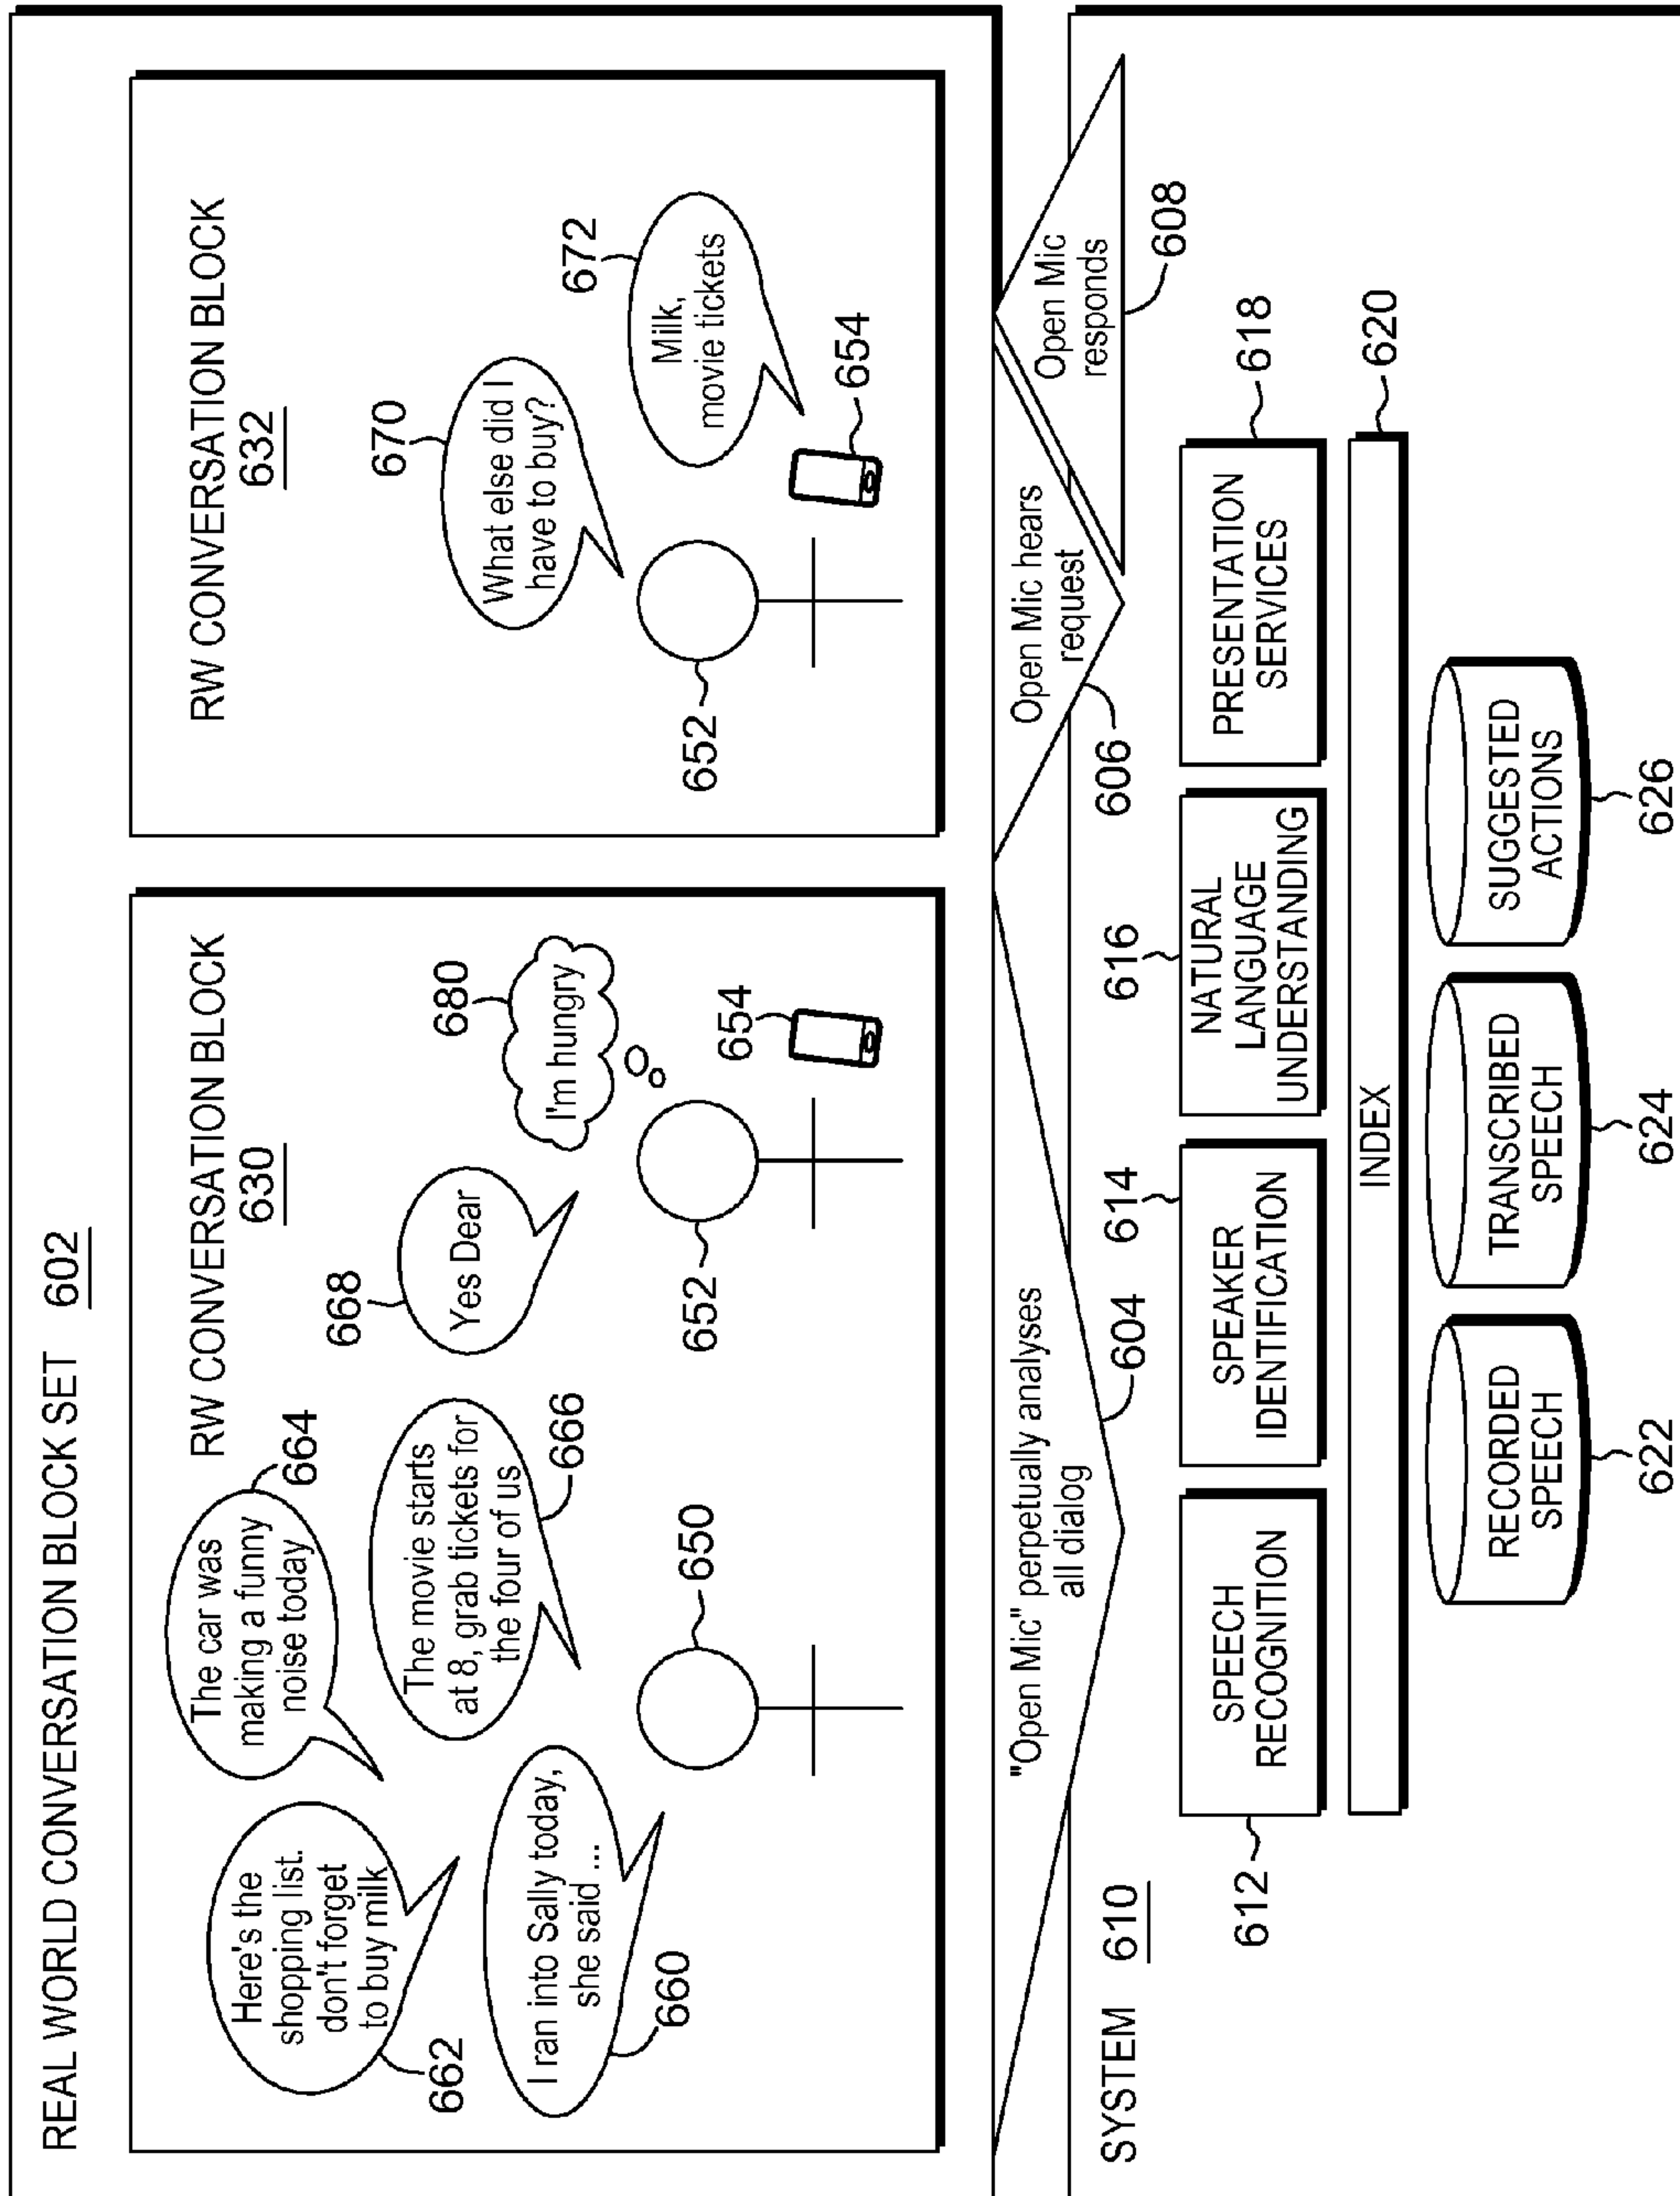 REAL WORLD CONVERSATION BLOCK SET 602
RW CONVERSATION BLOCK
630
Here's the
shopping list.
don't forget
to buy milk
662
The car was
making a funny
noise today
664
I ran into Sally today,
she said ...
660
The movie starts
at 8, grab tickets for
the four of us
666
650
Yes Dear
668
I'm hungry
680
652
654
RW CONVERSATION BLOCK
632
What else did I
have to buy?
670
Milk,
movie tickets
672
652
654
"Open Mic" perpetually analyses
all dialog
604
Open Mic hears
request
606
Open Mic
responds
608
SYSTEM 610
SPEECH
RECOGNITION
612
SPEAKER
IDENTIFICATION
614
NATURAL
LANGUAGE
UNDERSTANDING
616
PRESENTATION
SERVICES
618
INDEX
620
RECORDED
SPEECH
622
TRANSCRIBED
SPEECH
624
SUGGESTED
ACTIONS
626